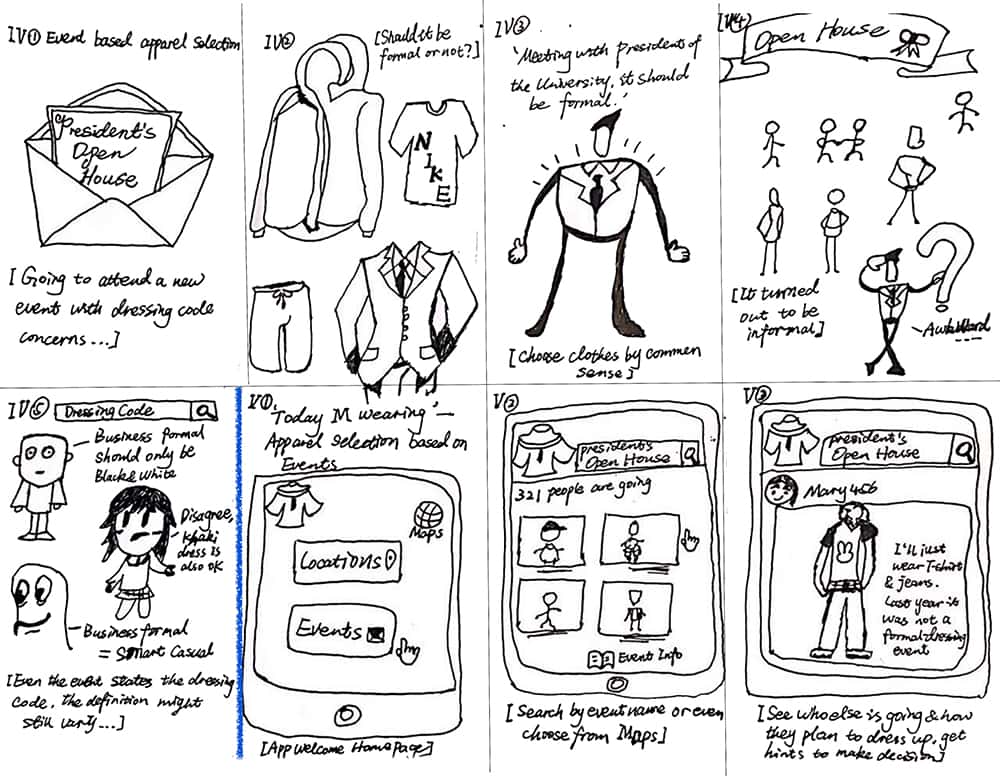 IV① Event based apparel selection
President's
Open
House
[Going to attend a new
event with dressing code
concerns...]
IV②
[Should it be
formal or not?]
NIKE
IV③
'Meeting with presidents of
the University, it should
be formal.'
[Choose clothes by commen
sense]
IV④
Open House
[It turned
out to be
informal]
Awkward
IV⑤
Dressing Code
Business formal
should only be
Black & White
Disagree,
Khaki
dress is
also OK
Business formal
= Smart Casual
[Even the event states the dressing
code, the definition might
still varity...]
V①
'Today M wearing' —
Apparel Selection based on
Events
Maps
Locations
Events
[App welcome Home Page]
V②
president's
Open House
321 people are going
Event Info
[Search by event name or even
choose from Maps]
V③
president's
Open House
Mary456
I'll just
wear T-shirt
& jeans.
Last year it
was not a
formal dressing
event
[See who else is going & how
they plan to dress up, get
hints to make decision]